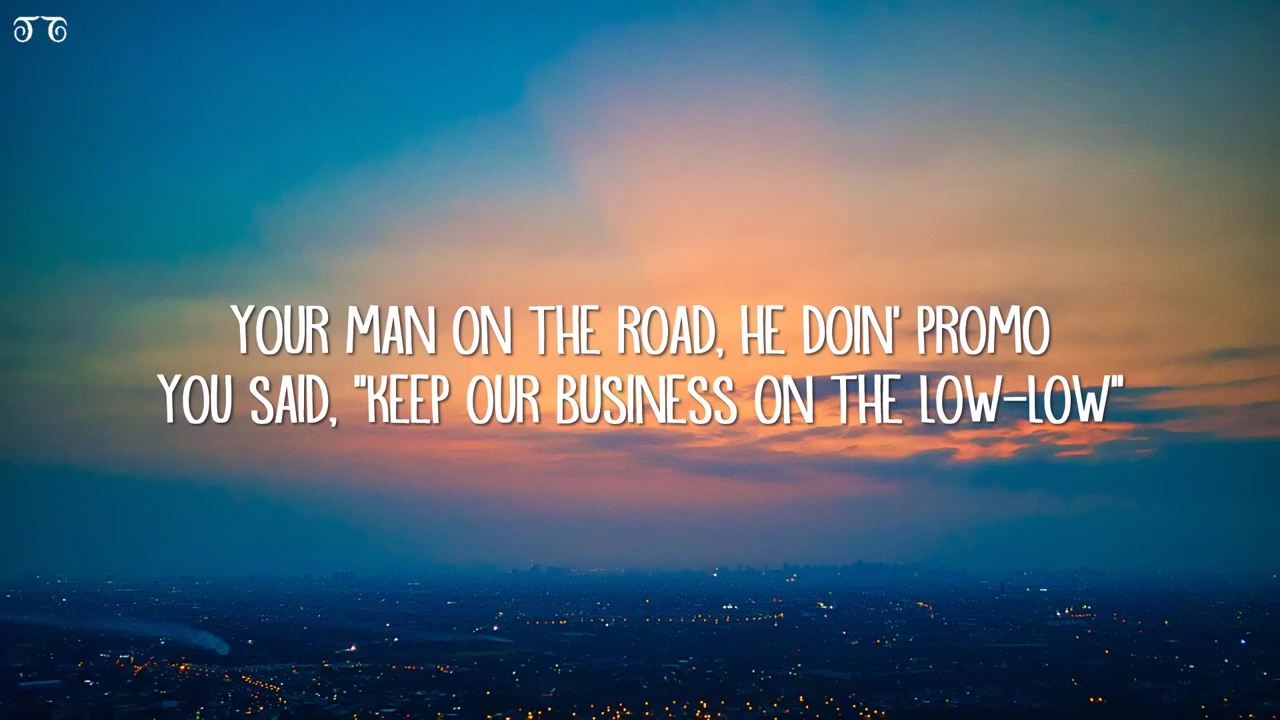 YOUR MAN ON THE ROAD, HE DOIN' PROMO
YOU SAID, "KEEP OUR BUSINESS ON THE LOW-LOW"